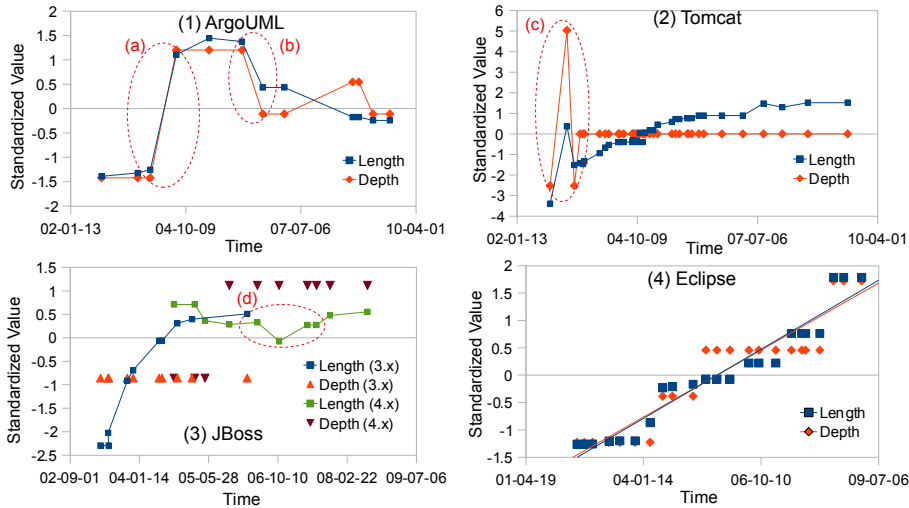 (1) ArgoUML
Standardized Value
2
1.5
1
0.5
0
-0.5
-1
-1.5
2
(a)
(b)
Length
Depth
02-01-13
04-10-09
07-07-06
10-04-01
Time
(2) Tomcat
Standardized Value
6
5
4
3
2
1
0
-1
-2
-3
-4
(c)
Length
Depth
02-01-13
04-10-09
07-07-06
10-04-01
Time
(3) JBoss
Standardized Value
1.5
1
0.5
0
-0.5
-1
-1.5
-2
-2.5
(d)
Length (3.x)
Depth (3.x)
Length (4.x)
Depth (4.x)
02-09-01
04-01-14
05-05-28
06-10-10
08-02-22
09-07-06
Time
(4) Eclipse
Standardized Value
2
1.5
1
0.5
0
-0.5
-1
-1.5
Length
Depth
01-04-19
04-01-14
06-10-10
09-07-06
Time